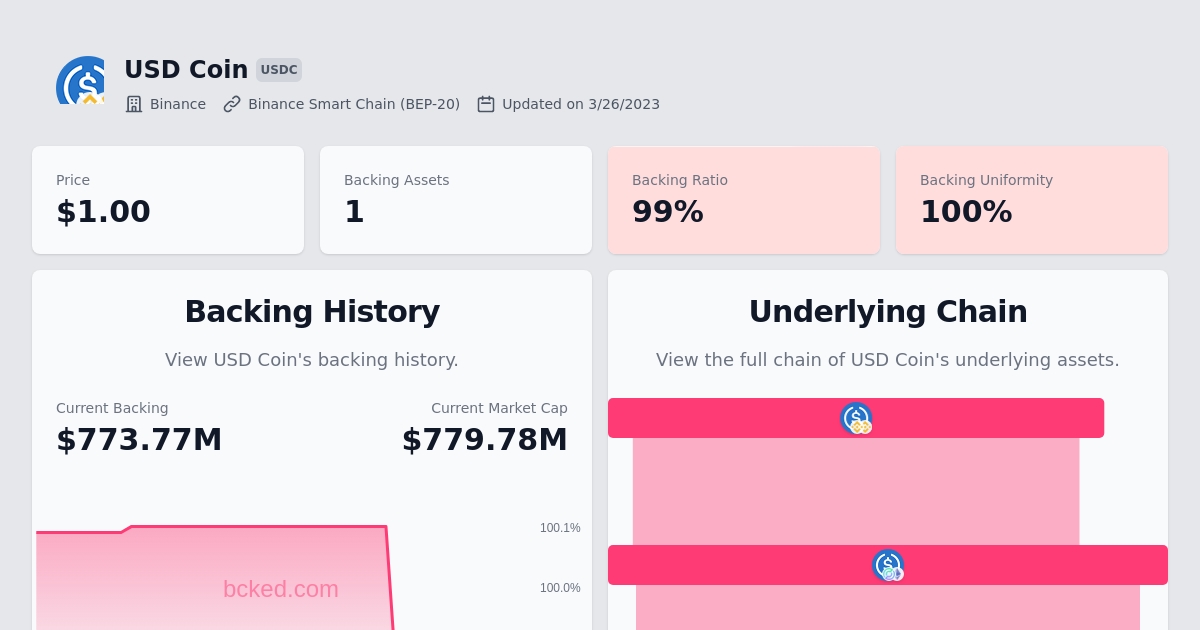 USD Coin USDC
Binance Binance Smart Chain (BEP-20) Updated on 3/26/2023
Price
$1.00
Backing Assets
1
Backing Ratio
99%
Backing Uniformity
100%
Backing History
View USD Coin's backing history.
Current Backing
$773.77M
Current Market Cap
$779.78M
100.1%
100.0%
bcked.com
Underlying Chain
View the full chain of USD Coin's underlying assets.